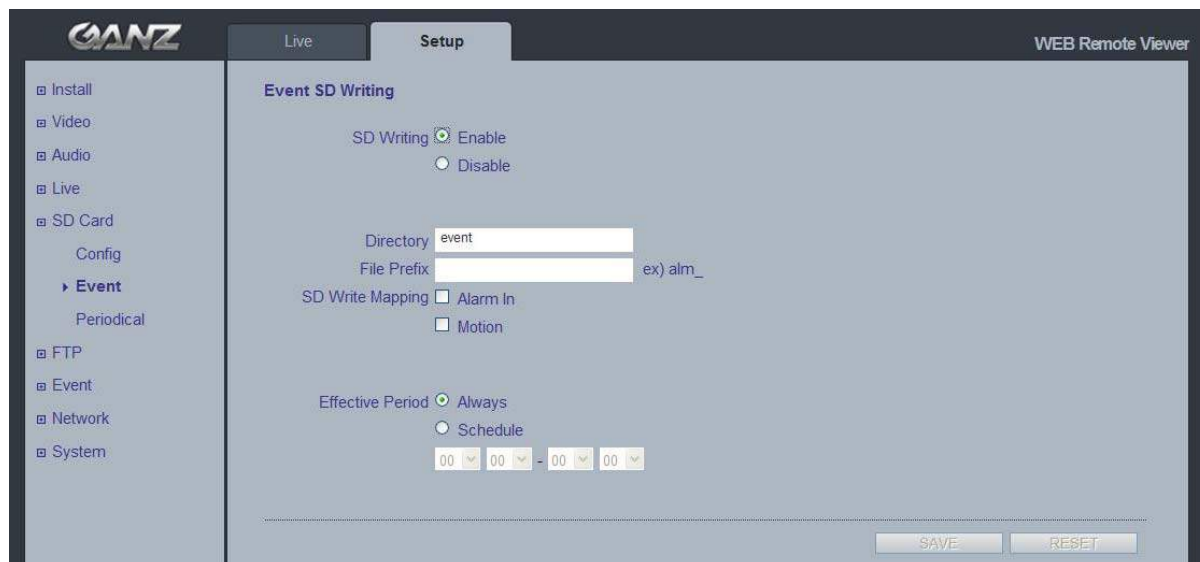 GANZ
Live
Setup
WEB Remote Viewer
Install
Video
Audio
Live
SD Card
Config
Event
Periodical
FTP
Event
Network
System
Event SD Writing
SD Writing Enable
Disable
Directory event
File Prefix ex) alm_
SD Write Mapping Alarm In
Motion
Effective Period Always
Schedule
00 00 - 00 00
SAVE RESET